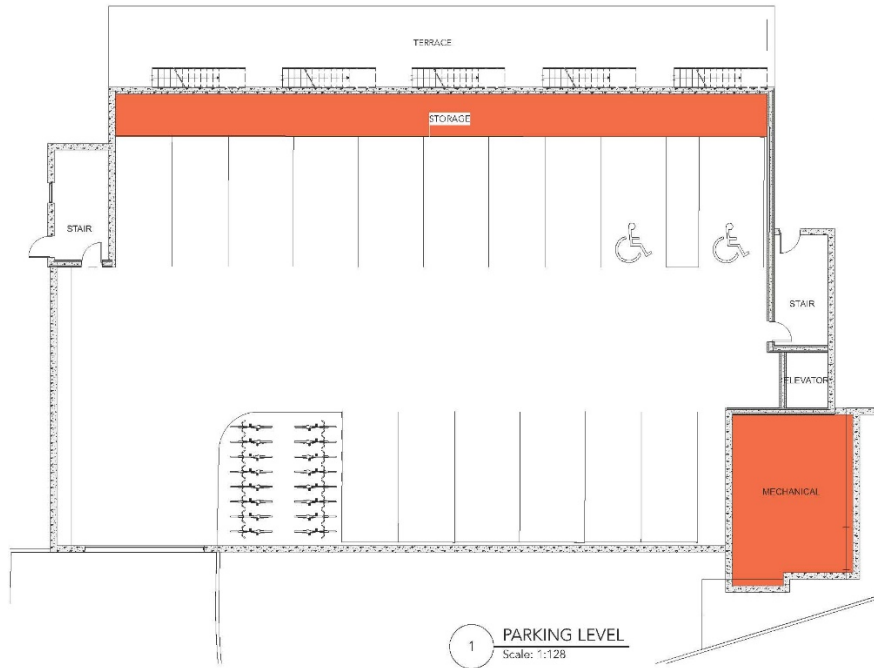 TERRACE
STORAGE
STAIR
STAIR
ELEVATOR
MECHANICAL
1 PARKING LEVEL
Scale: 1:128